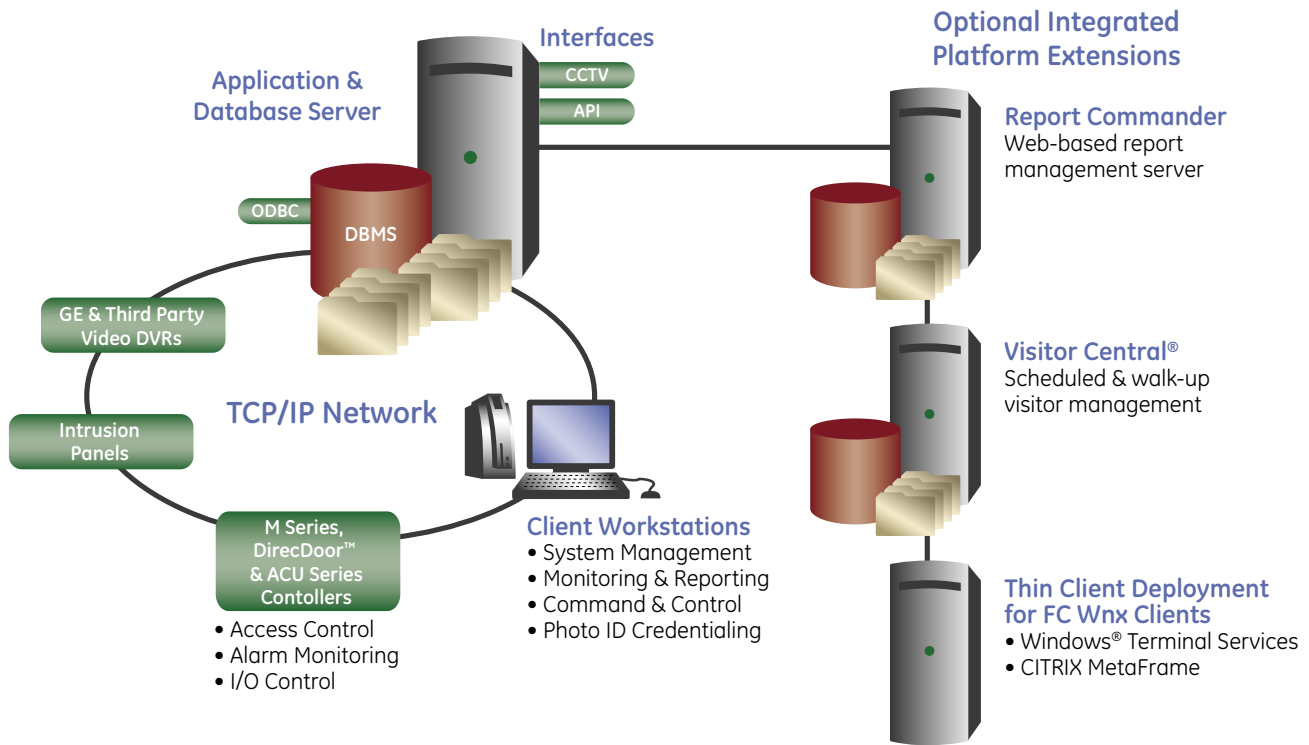 Interfaces
CCTV
API
Application &
Database Server
ODBC
DBMS
GE & Third Party
Video DVRs
TCP/IP Network
Intrusion
Panels
M Series,
DirecDoor™
& ACU Series
Contollers
• Access Control
• Alarm Monitoring
• I/O Control
Client Workstations
• System Management
• Monitoring & Reporting
• Command & Control
• Photo ID Credentialing
Optional Integrated
Platform Extensions
Report Commander
Web-based report
management server
Visitor Central®
Scheduled & walk-up
visitor management
Thin Client Deployment
for FC Wnx Clients
• Windows® Terminal Services
• CITRIX MetaFrame